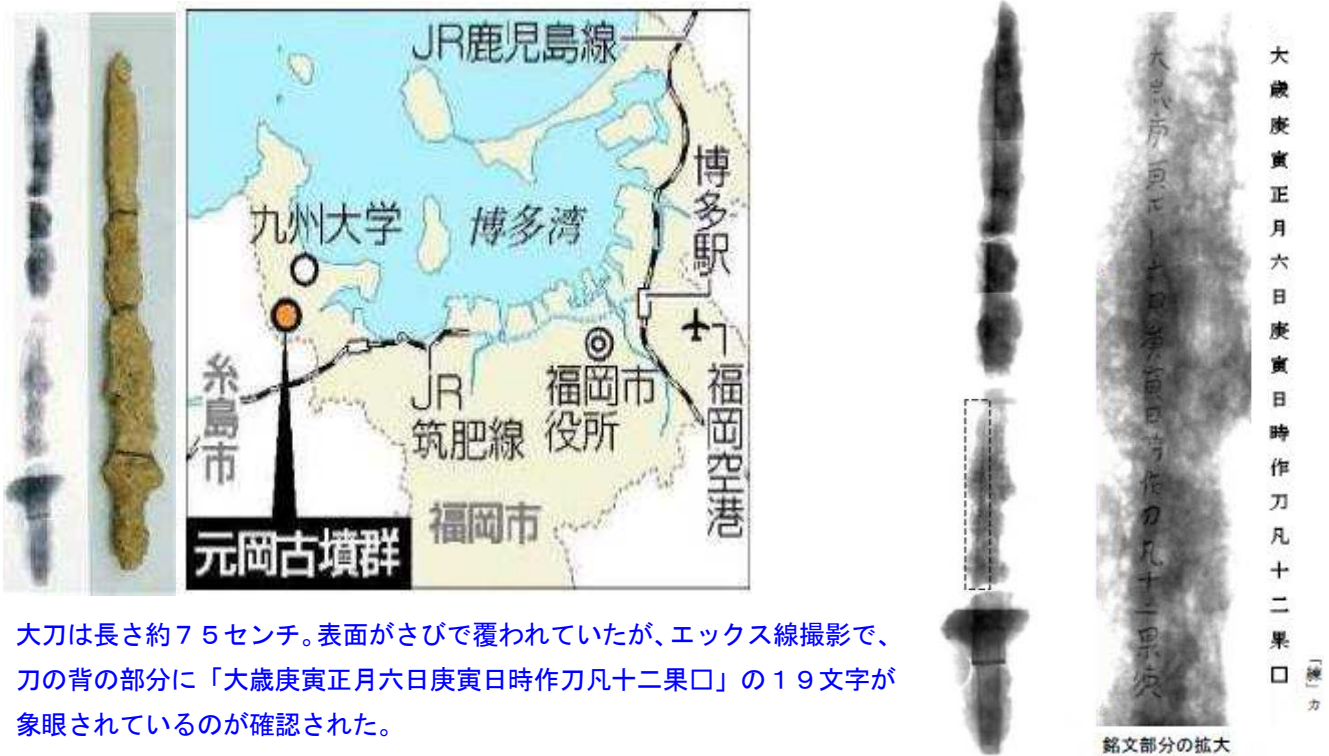 JR鹿児島線
九州大学
博多湾
博多駅
糸島市
JR
筑肥線
福岡市
役所
福岡空港
福岡市
元岡古墳群
大刀は長さ約75センチ。表面がさびで覆われていたが、エックス線撮影で、
刀の背の部分に「大歳庚寅正月六日庚寅日時作刀凡十二果□」の19文字が
象眼されているのが確認された。
大歳庚寅正月六日庚寅日時作刀凡十二果□
「練」カ
銘文部分の拡大